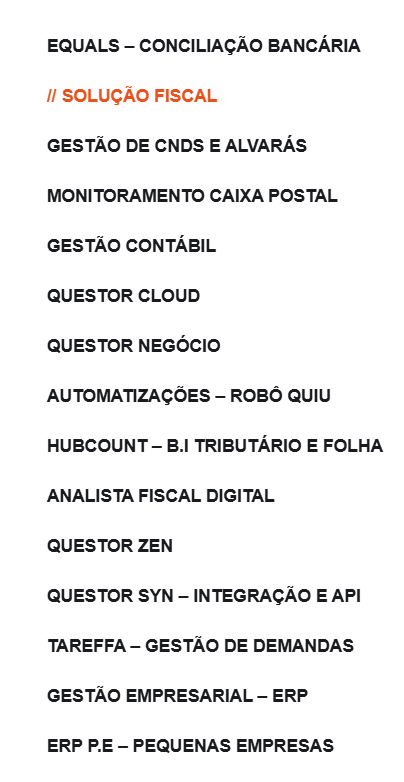 EQUALS – CONCILIAÇÃO BANCÁRIA
// SOLUÇÃO FISCAL
GESTÃO DE CNDS E ALVARÁS
MONITORAMENTO CAIXA POSTAL
GESTÃO CONTÁBIL
QUESTOR CLOUD
QUESTOR NEGÓCIO
AUTOMATIZAÇÕES – ROBÔ QUIU
HUBCOUNT – B.I TRIBUTÁRIO E FOLHA
ANALISTA FISCAL DIGITAL
QUESTOR ZEN
QUESTOR SYN – INTEGRAÇÃO E API
TAREFFA – GESTÃO DE DEMANDAS
GESTÃO EMPRESARIAL – ERP
ERP P.E – PEQUENAS EMPRESAS